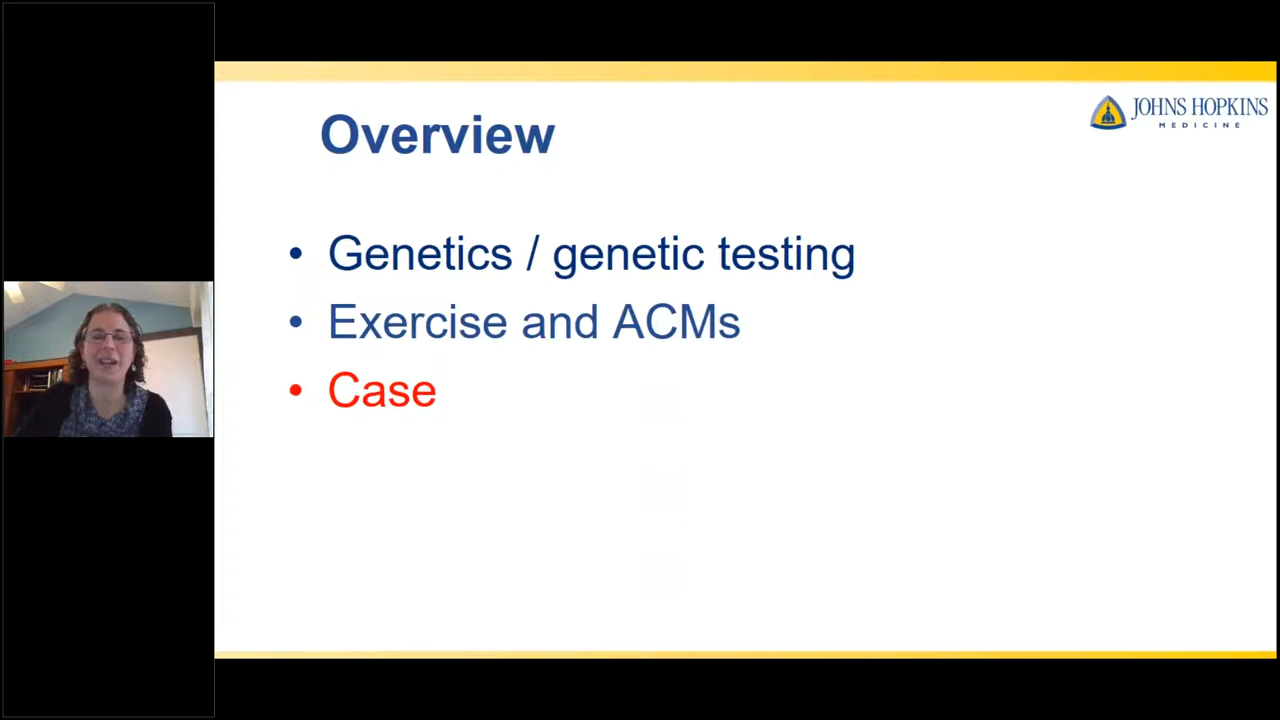 Overview
JOHNS HOPKINS
MEDICINE
• Genetics / genetic testing
• Exercise and ACMs
• Case